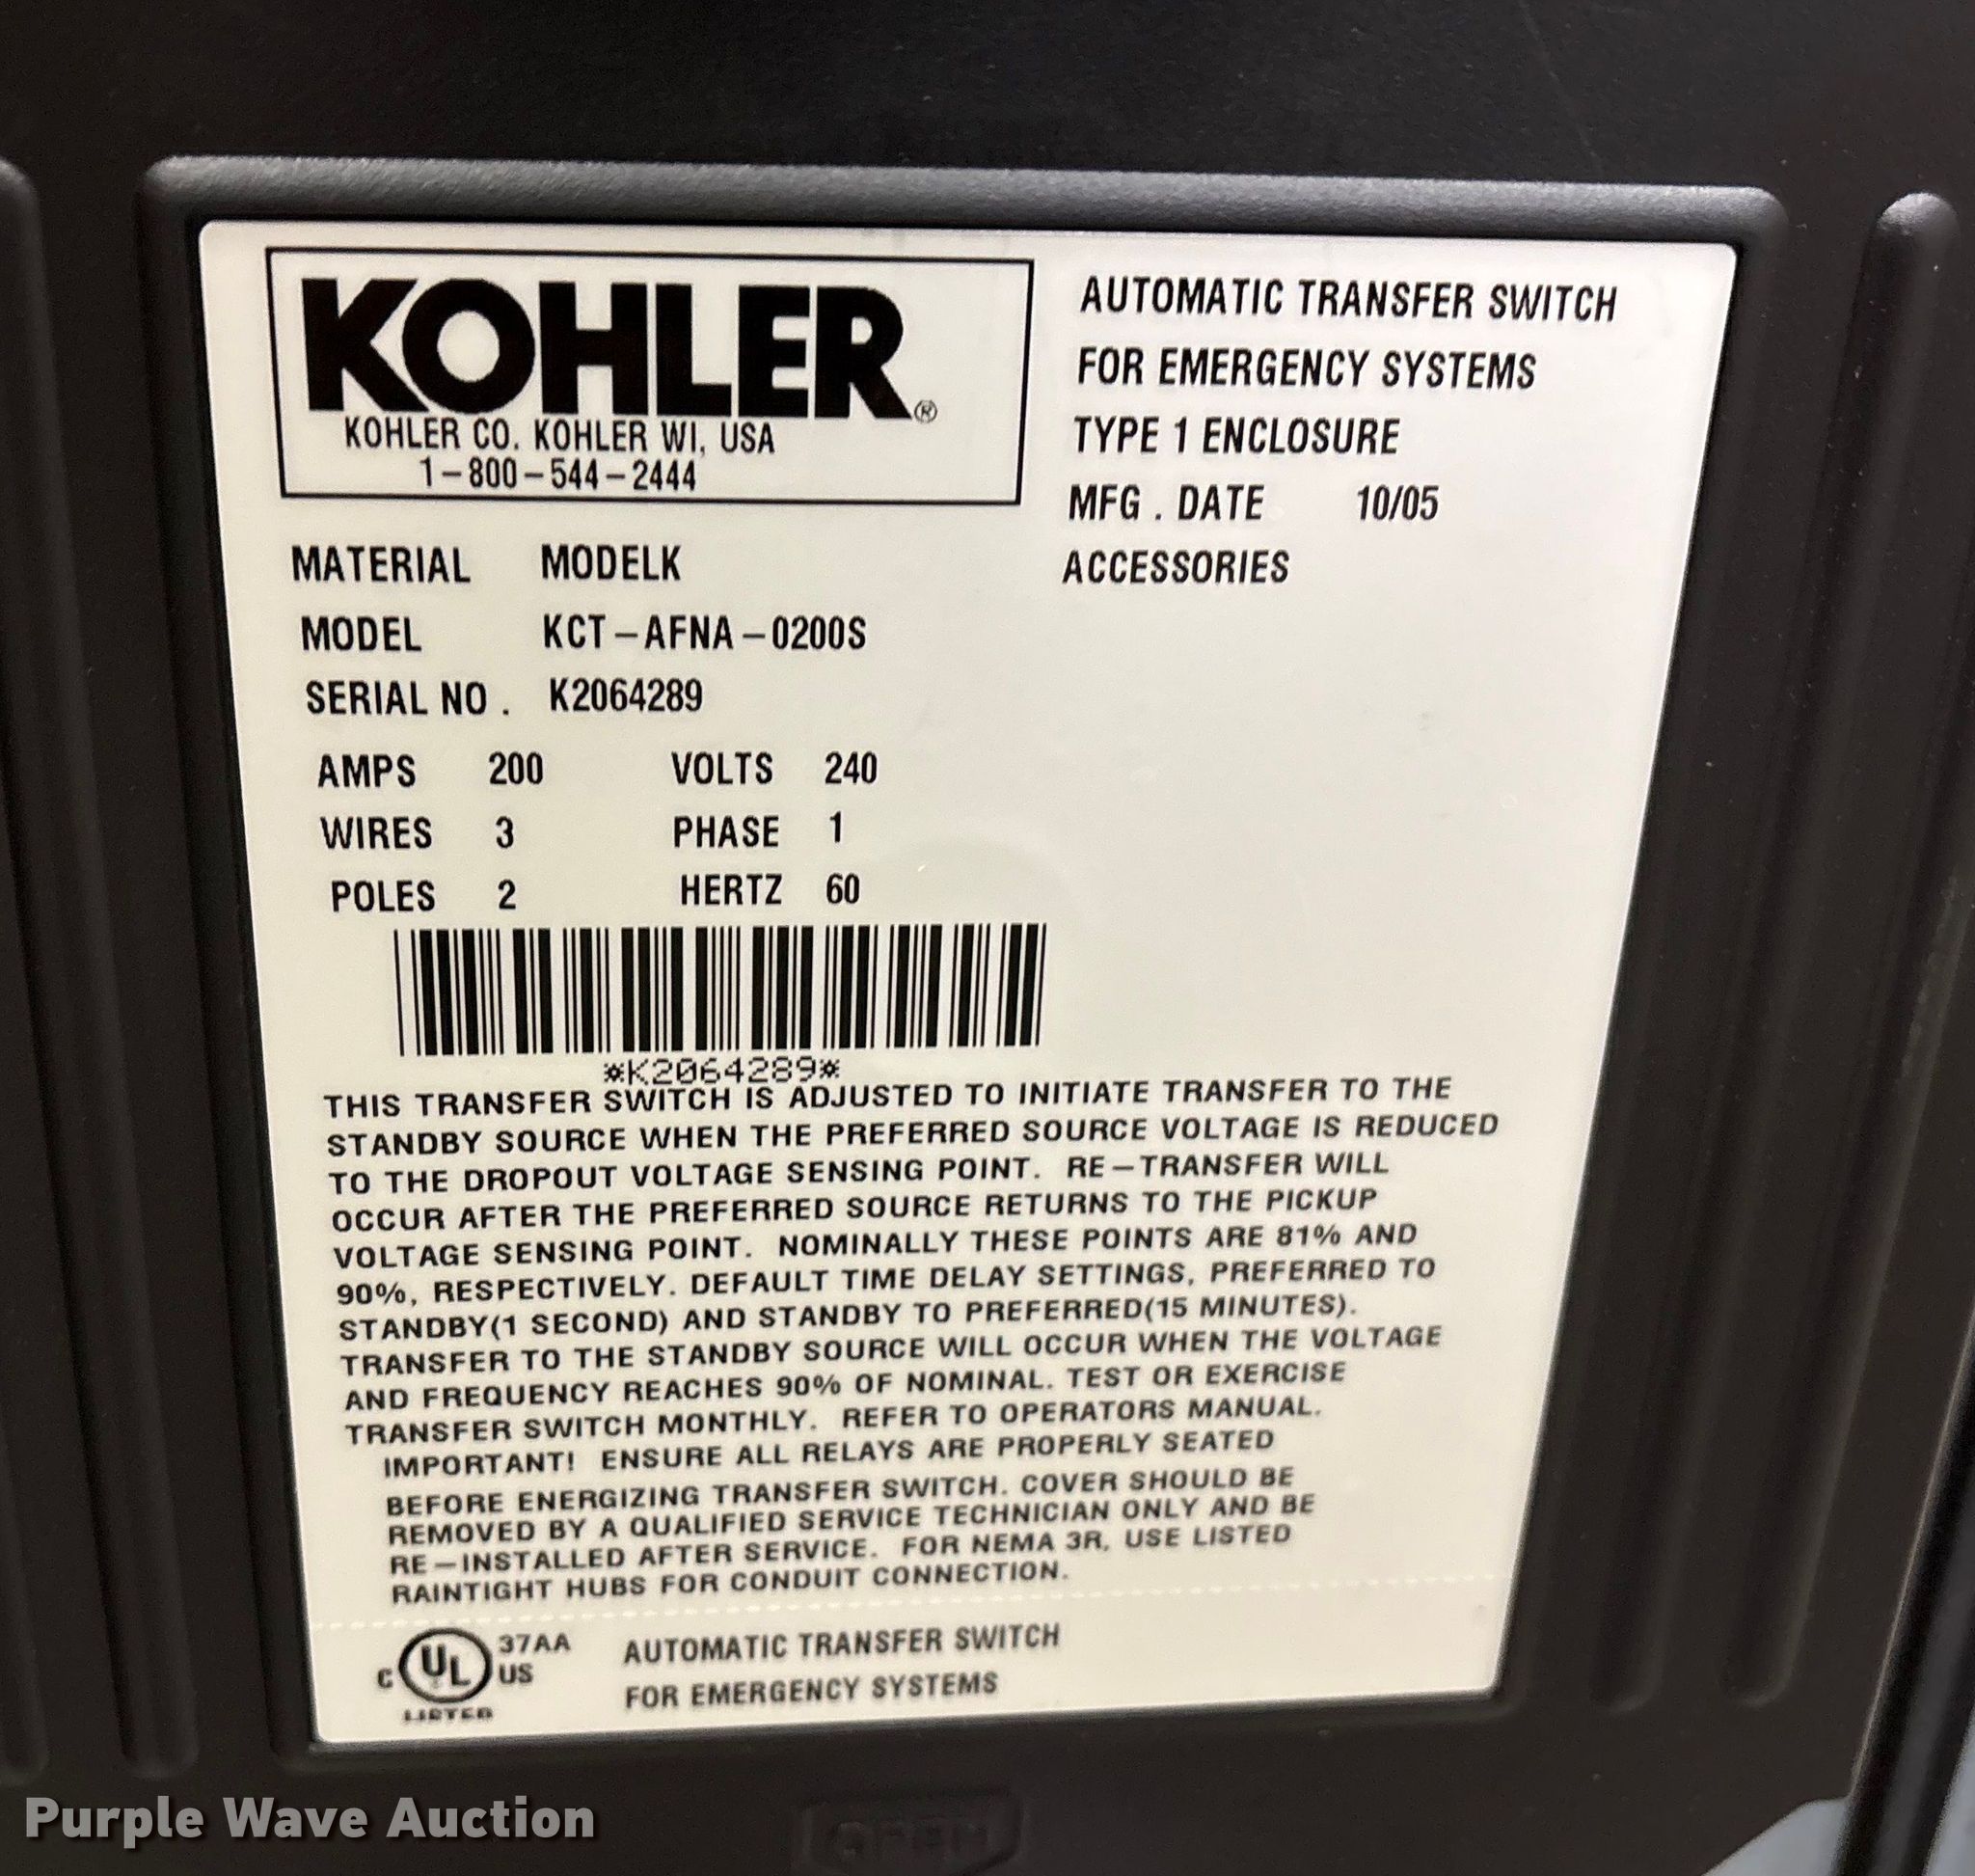 KOHLER®
KOHLER CO. KOHLER WI, USA
1-800-544-2444
AUTOMATIC TRANSFER SWITCH
FOR EMERGENCY SYSTEMS
TYPE 1 ENCLOSURE
MFG . DATE 10/05
ACCESSORIES
MATERIAL MODELK
MODEL KCT-AFNA-0200S
SERIAL NO . K2064289
AMPS 200 VOLTS 240
WIRES 3 PHASE 1
POLES 2 HERTZ 60
*K2064289*
THIS TRANSFER SWITCH IS ADJUSTED TO INITIATE TRANSFER TO THE
STANDBY SOURCE WHEN THE PREFERRED SOURCE VOLTAGE IS REDUCED
TO THE DROPOUT VOLTAGE SENSING POINT. RE-TRANSFER WILL
OCCUR AFTER THE PREFERRED SOURCE RETURNS TO THE PICKUP
VOLTAGE SENSING POINT. NOMINALLY THESE POINTS ARE 81% AND
90%, RESPECTIVELY. DEFAULT TIME DELAY SETTINGS, PREFERRED TO
STANDBY(1 SECOND) AND STANDBY TO PREFERRED(15 MINUTES).
TRANSFER TO THE STANDBY SOURCE WILL OCCUR WHEN THE VOLTAGE
AND FREQUENCY REACHES 90% OF NOMINAL. TEST OR EXERCISE
TRANSFER SWITCH MONTHLY. REFER TO OPERATORS MANUAL.
IMPORTANT! ENSURE ALL RELAYS ARE PROPERLY SEATED
BEFORE ENERGIZING TRANSFER SWITCH. COVER SHOULD BE
REMOVED BY A QUALIFIED SERVICE TECHNICIAN ONLY AND BE
RE-INSTALLED AFTER SERVICE. FOR NEMA 3R, USE LISTED
RAINTIGHT HUBS FOR CONDUIT CONNECTION.
C UL US 37AA
LISTED
AUTOMATIC TRANSFER SWITCH
FOR EMERGENCY SYSTEMS
OPEN
Purple Wave Auction